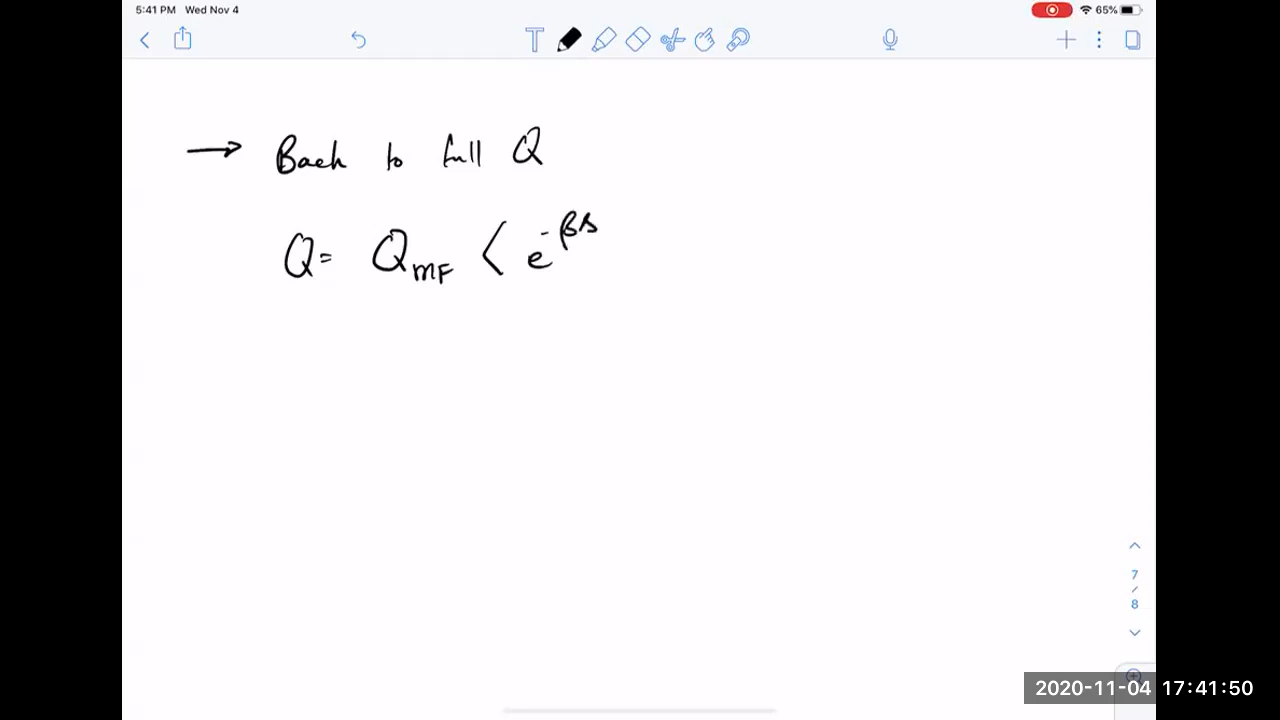 5:41 PM Wed Nov 4
65%
T
→ Back to full Q
Q = Q_MF < e^-βΔ
7
/
8
2020-11-04 17:41:50